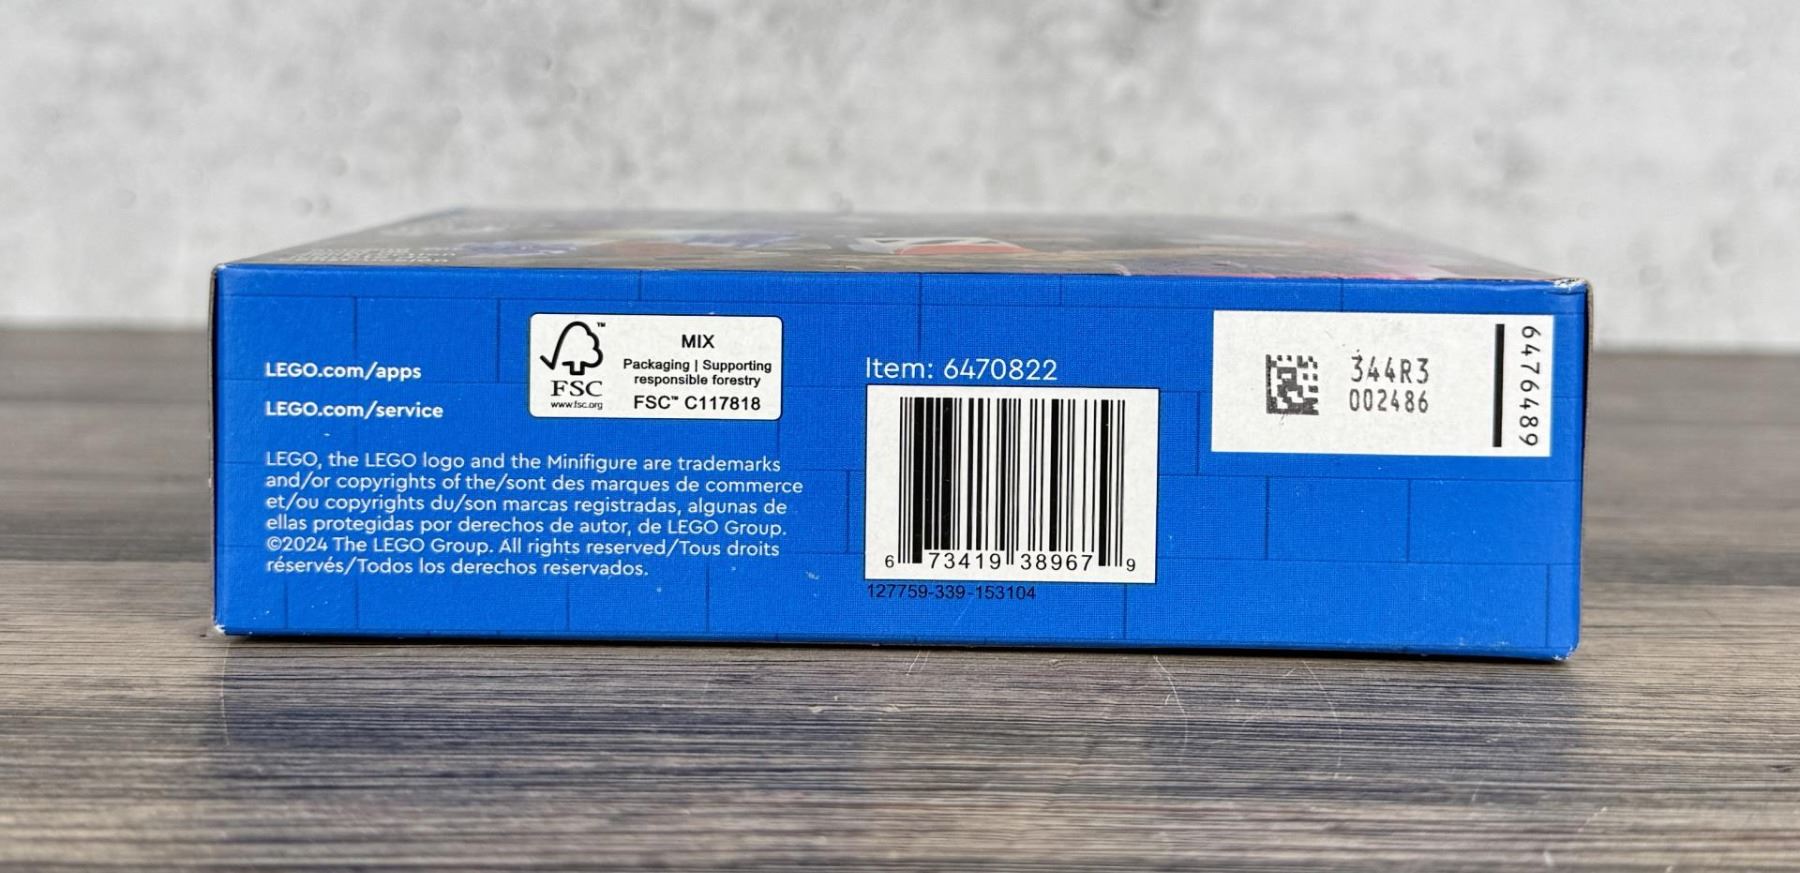 LEGO.com/apps
LEGO.com/service
LEGO, the LEGO logo and the Minifigure are trademarks
and/or copyrights of the/sont des marques de commerce
et/ou copyrights du/son marcas registradas, algunas de
ellas protegidas por derechos de autor, de LEGO Group.
©2024 The LEGO Group. All rights reserved/Tous droits
réservés/Todos los derechos reservados.
FSC
www.fsc.org
™
MIX
Packaging | Supporting
responsible forestry
FSC™ C117818
Item: 6470822
6 73419 38967 9
127759-339-153104
344R3
002486
6476489